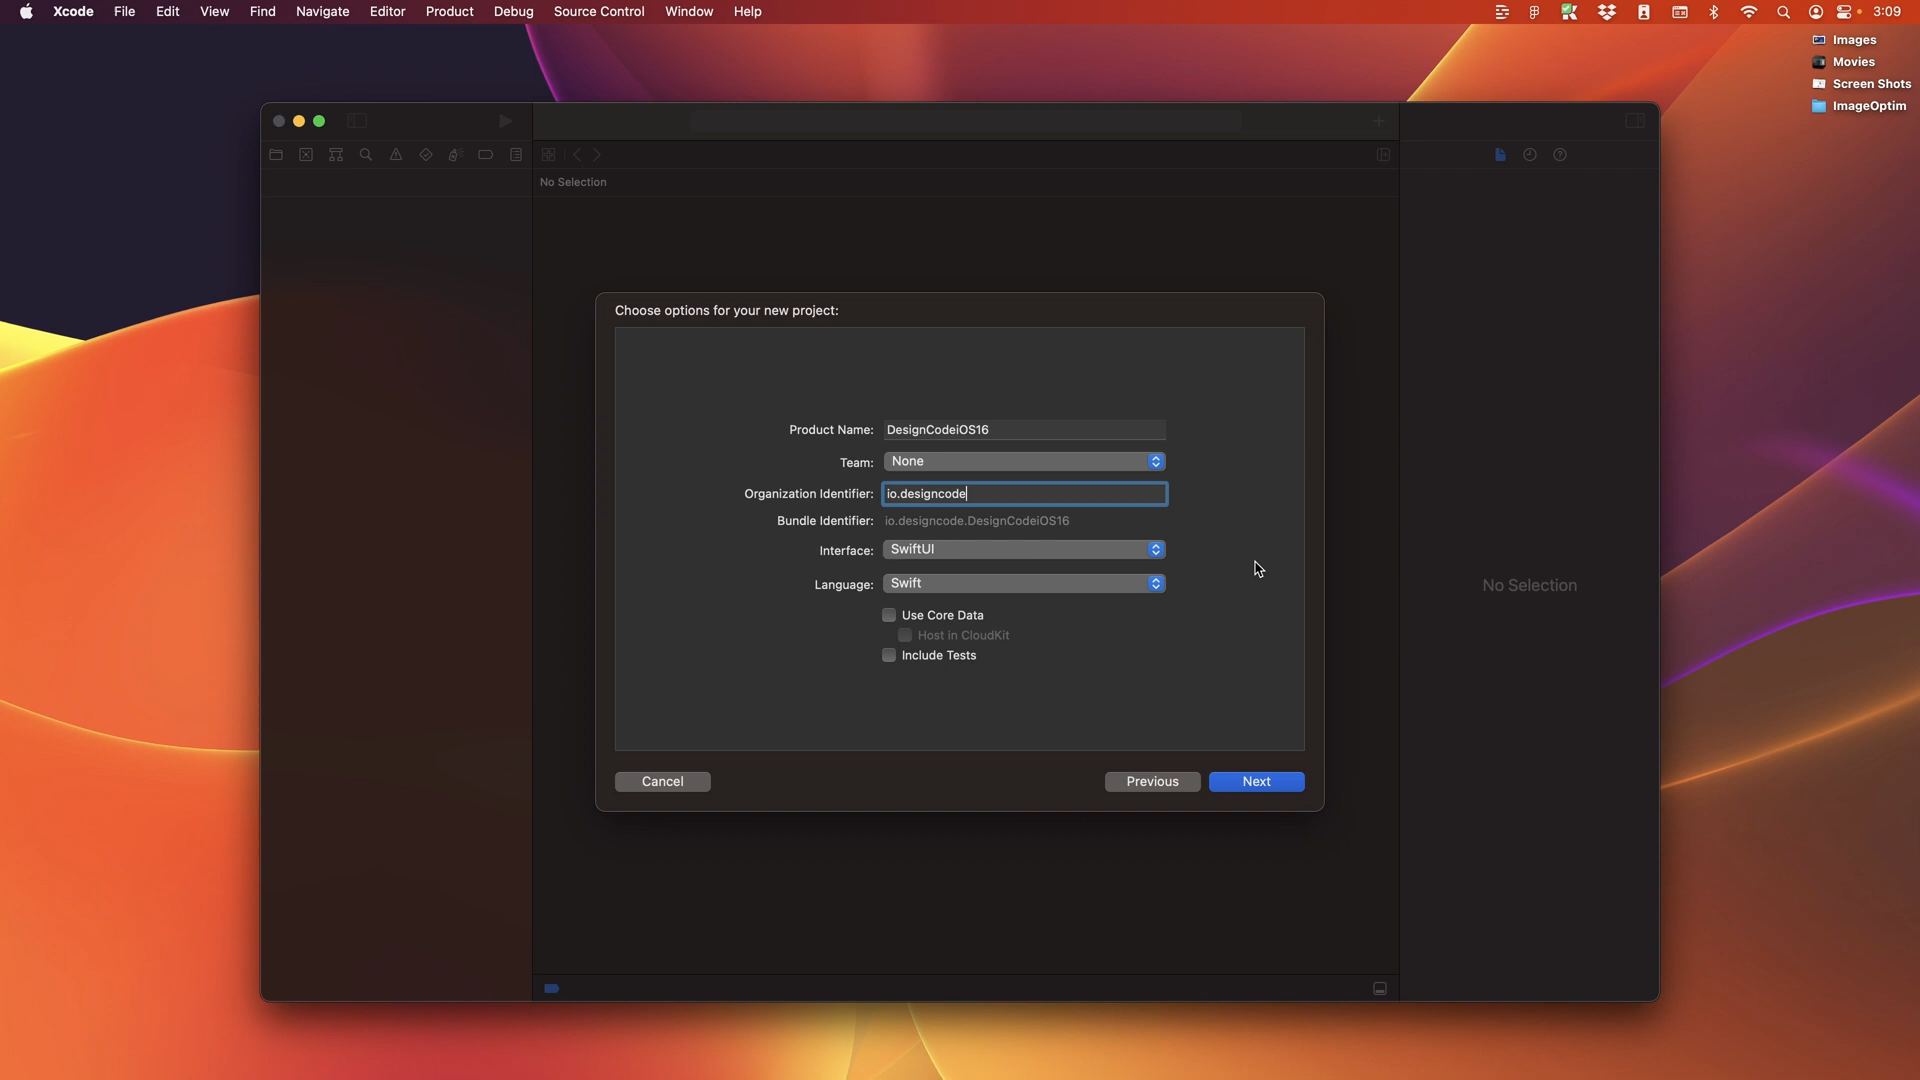 Xcode File Edit View Find Navigate Editor Product Debug Source Control Window Help 3:09
Images
Movies
Screen Shots
ImageOptim
No Selection
Choose options for your new project:
Product Name: DesignCodeiOS16
Team: None
Organization Identifier: io.designcode
Bundle Identifier: io.designcode.DesignCodeiOS16
Interface: SwiftUI
Language: Swift
Use Core Data
Host in CloudKit
Include Tests
Cancel Previous Next
No Selection